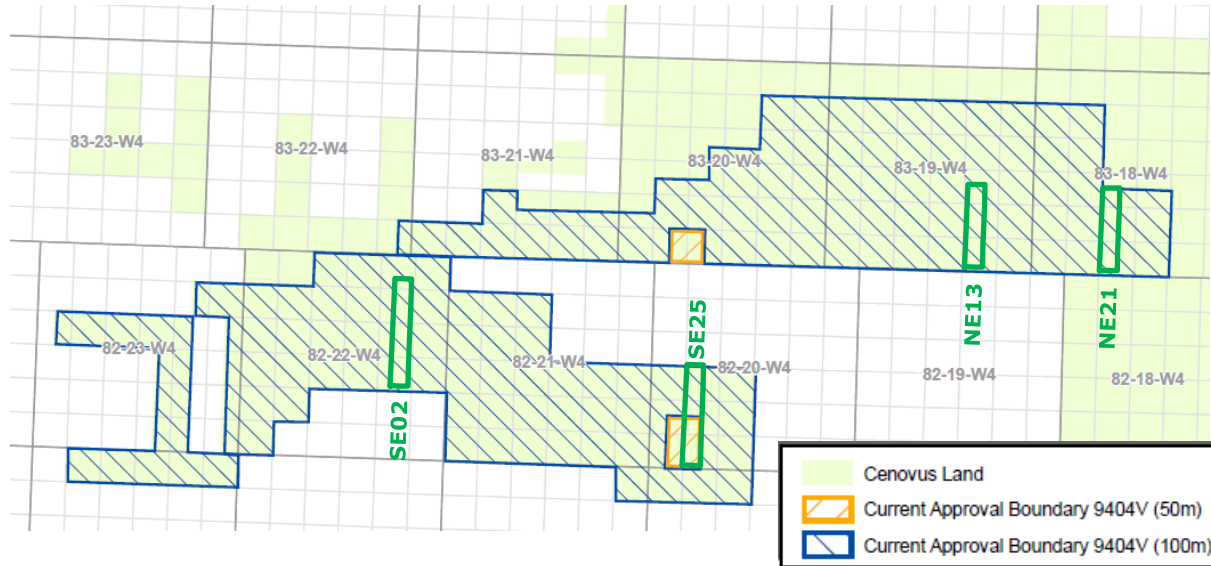 83-23-W4
83-22-W4
83-21-W4
83-20-W4
83-19-W4
83-18-W4
NE13
NE21
SE25
82-23-W4
82-22-W4
82-21-W4
82-20-W4
82-19-W4
82-18-W4
SE02
Cenovus Land
Current Approval Boundary 9404V (50m)
Current Approval Boundary 9404V (100m)